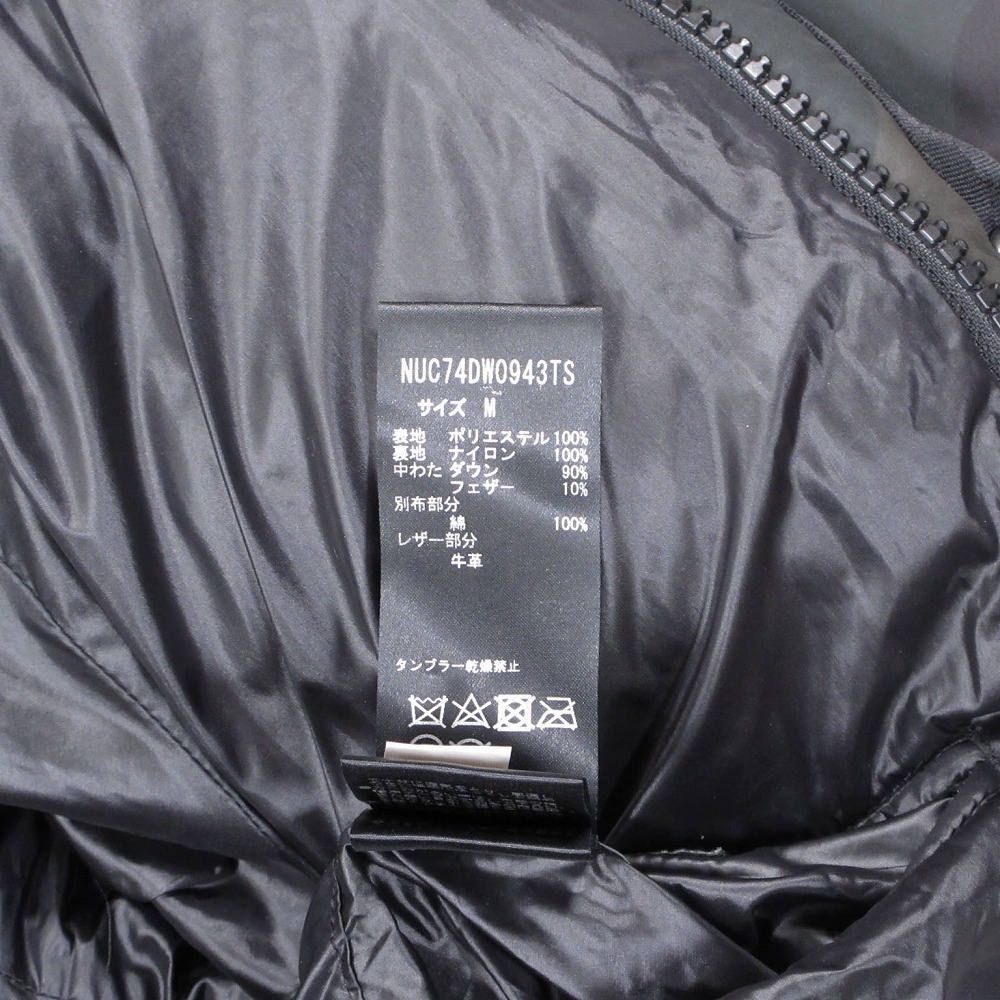 NUC74DW0943TS
サイズ M
表地 ポリエステル 100%
裏地 ナイロン 100%
中わた ダウン 90%
フェザー 10%
別布部分
綿 100%
レザー部分
牛革
タンブラー乾燥禁止